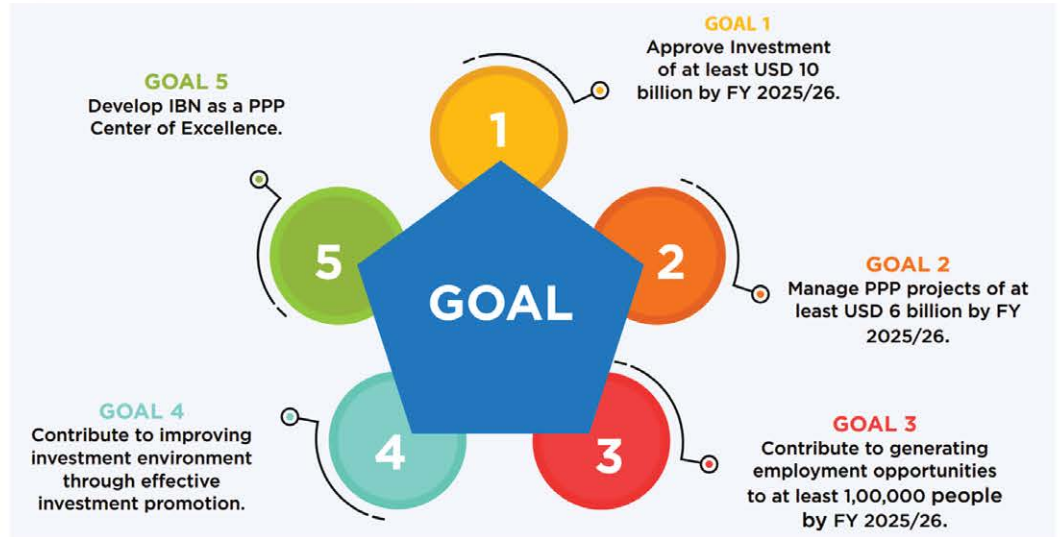 GOAL 1
Approve Investment
of at least USD 10
billion by FY 2025/26.
GOAL 5
Develop IBN as a PPP
Center of Excellence.
1
5
2
GOAL
GOAL 2
Manage PPP projects of at
least USD 6 billion by FY
2025/26.
GOAL 4
Contribute to improving
investment environment
through effective
investment promotion.
4
3
GOAL 3
Contribute to generating
employment opportunities
to at least 1,00,000 people
by FY 2025/26.